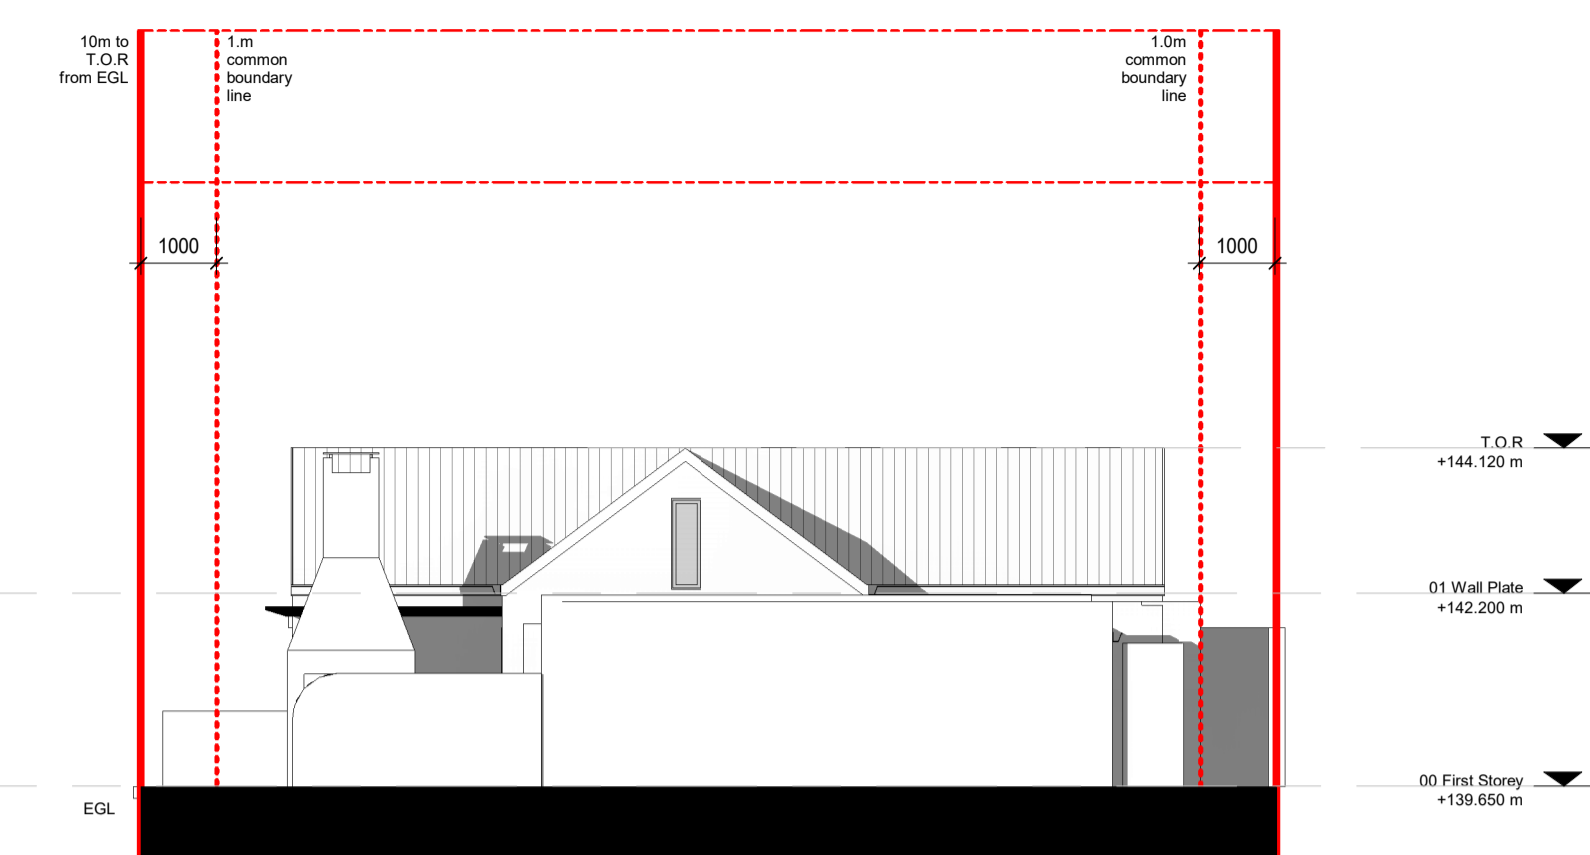 10m to
T.O.R
from EGL
1.m
common
boundary
line
1.0m
common
boundary
line
1000
1000
T.O.R
+144.120 m
01 Wall Plate
+142.200 m
00 First Storey
+139.650 m
EGL